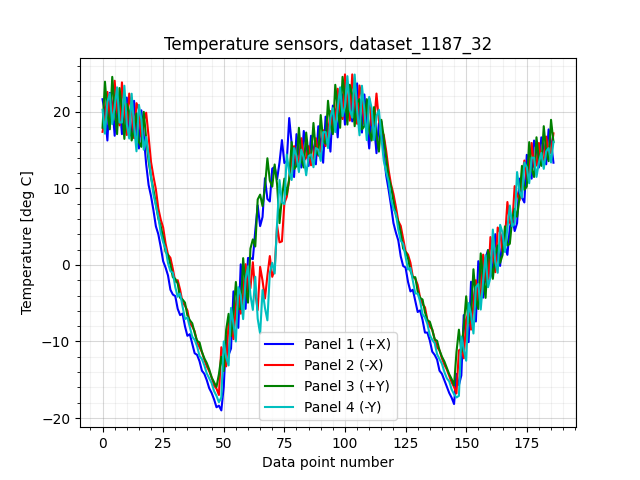 Temperature sensors, dataset_1187_32
Temperature [deg C]
20
10
0
−10
−20
Panel 1 (+X)
Panel 2 (-X)
Panel 3 (+Y)
Panel 4 (-Y)
0 25 50 75 100 125 150 175
Data point number